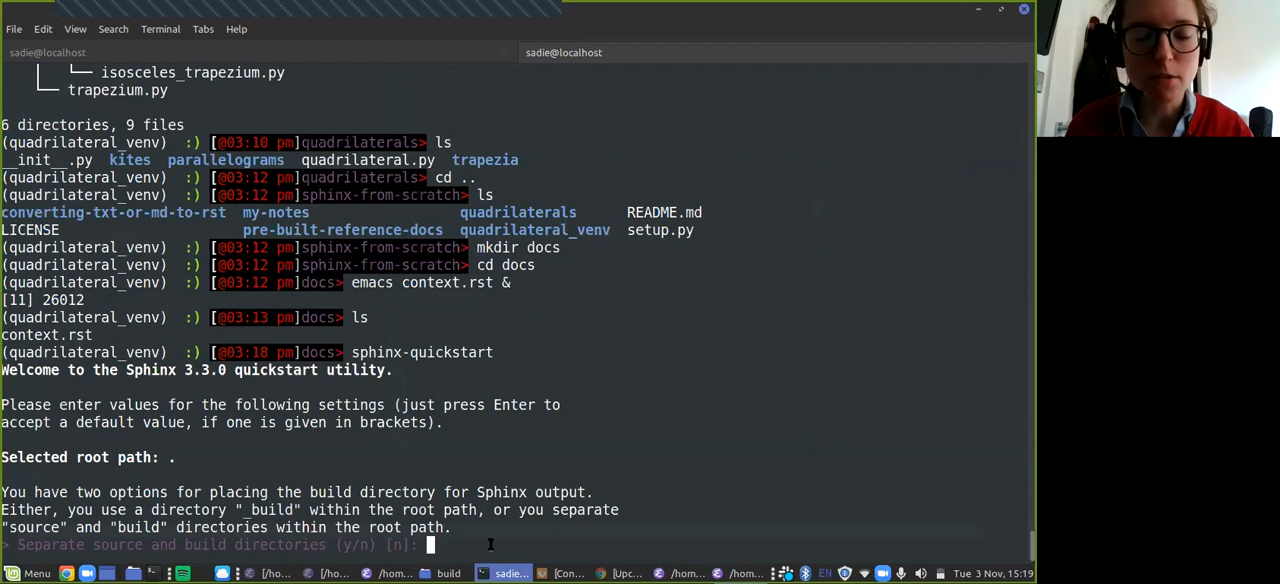 File Edit View Search Terminal Tabs Help
sadie@localhost sadie@localhost
│ └── isosceles_trapezium.py
└── trapezium.py
6 directories, 9 files
(quadrilateral_venv) :) [@03:10 pm]quadrilaterals> ls
__init__.py kites parallelograms quadrilateral.py trapezia
(quadrilateral_venv) :) [@03:12 pm]quadrilaterals> cd ..
(quadrilateral_venv) :) [@03:12 pm]sphinx-from-scratch> ls
converting-txt-or-md-to-rst my-notes quadrilaterals README.md
LICENSE pre-built-reference-docs quadrilateral_venv setup.py
(quadrilateral_venv) :) [@03:12 pm]sphinx-from-scratch> mkdir docs
(quadrilateral_venv) :) [@03:12 pm]sphinx-from-scratch> cd docs
(quadrilateral_venv) :) [@03:12 pm]docs> emacs context.rst &
[11] 26012
(quadrilateral_venv) :) [@03:13 pm]docs> ls
context.rst
(quadrilateral_venv) :) [@03:18 pm]docs> sphinx-quickstart
Welcome to the Sphinx 3.3.0 quickstart utility.
Please enter values for the following settings (just press Enter to
accept a default value, if one is given in brackets).
Selected root path: .
You have two options for placing the build directory for Sphinx output.
Either, you use a directory "_build" within the root path, or you separate
"source" and "build" directories within the root path.
> Separate source and build directories (y/n) [n]:
Menu [/ho... [/ho... /hom... build sadie... [Con... [Upc... /hom... /hom... EN Tue 3 Nov, 15:19